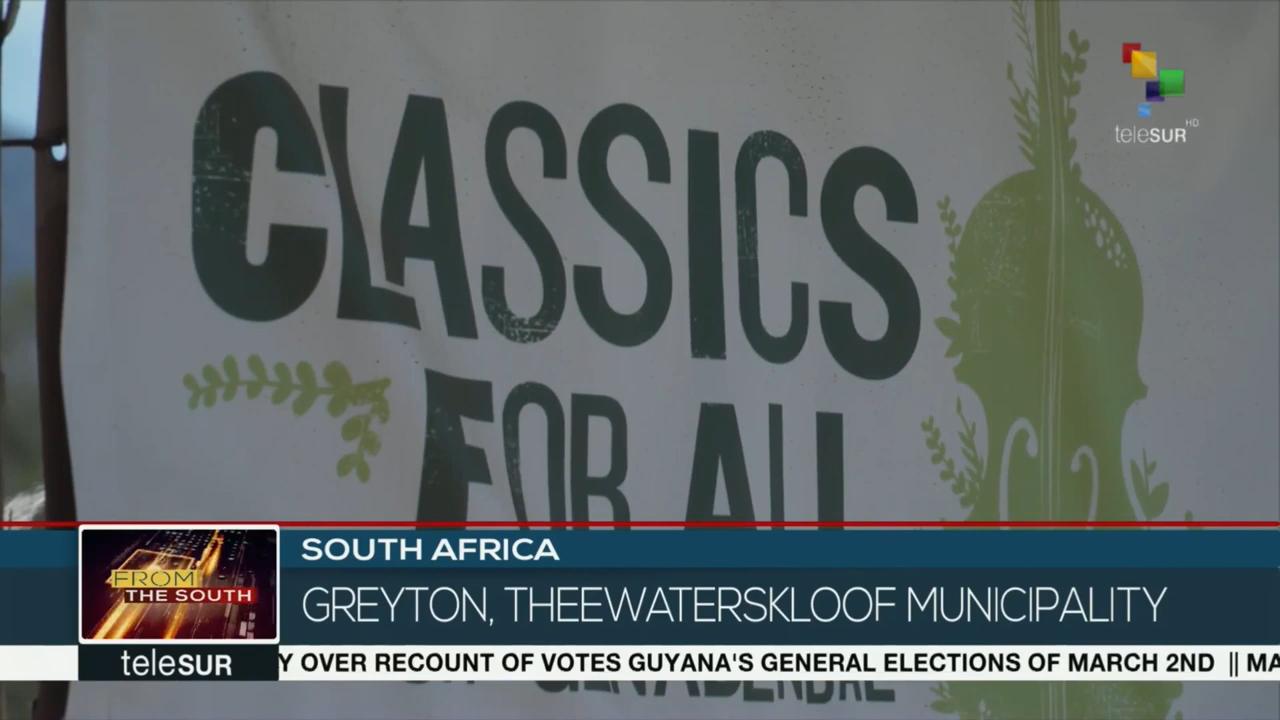 CLASSICS
FOR ALL
teleSUR HD
SOUTH AFRICA
FROM
THE SOUTH
GREYTON, THEEWATERSKLOOF MUNICIPALITY
teleSUR
Y OVER RECOUNT OF VOTES GUYANA'S GENERAL ELECTIONS OF MARCH 2ND || MA